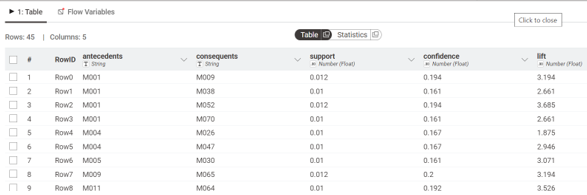 1: Table Flow Variables
Click to close
Rows: 45 | Columns: 5
Table Statistics
# RowID antecedents consequents support confidence lift
String String Number (Float) Number (Float) Number (Float)
1 Row0 M001 M009 0.012 0.194 3.194
2 Row1 M001 M038 0.01 0.161 2.661
3 Row2 M001 M052 0.012 0.194 3.685
4 Row3 M001 M070 0.01 0.161 2.661
5 Row4 M004 M026 0.01 0.167 1.875
6 Row5 M004 M047 0.01 0.167 2.946
7 Row6 M005 M030 0.01 0.161 3.071
8 Row7 M009 M065 0.012 0.2 3.194
9 Row8 M011 M064 0.01 0.192 3.526